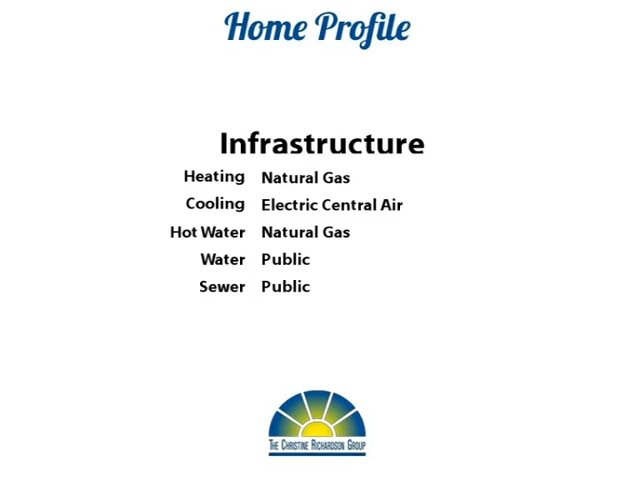 Home Profile
Infrastructure
Heating Natural Gas
Cooling Electric Central Air
Hot Water Natural Gas
Water Public
Sewer Public
The Christine Richardson Group